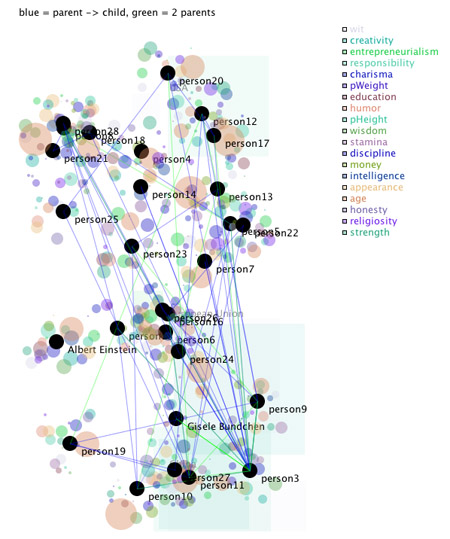 blue = parent -> child, green = 2 parents
wit
creativity
entrepreneurialism
responsibility
charisma
pWeight
education
humor
pHeight
wisdom
stamina
discipline
money
intelligence
appearance
age
honesty
religiosity
strength
person20
person12
person28
person18
person17
person21
person4
person14
person13
person25
person22
person23
person7
person26
person16
person6
Albert Einstein
person24
person9
Gisele Bundchen
person19
person3
person27
person11
person10